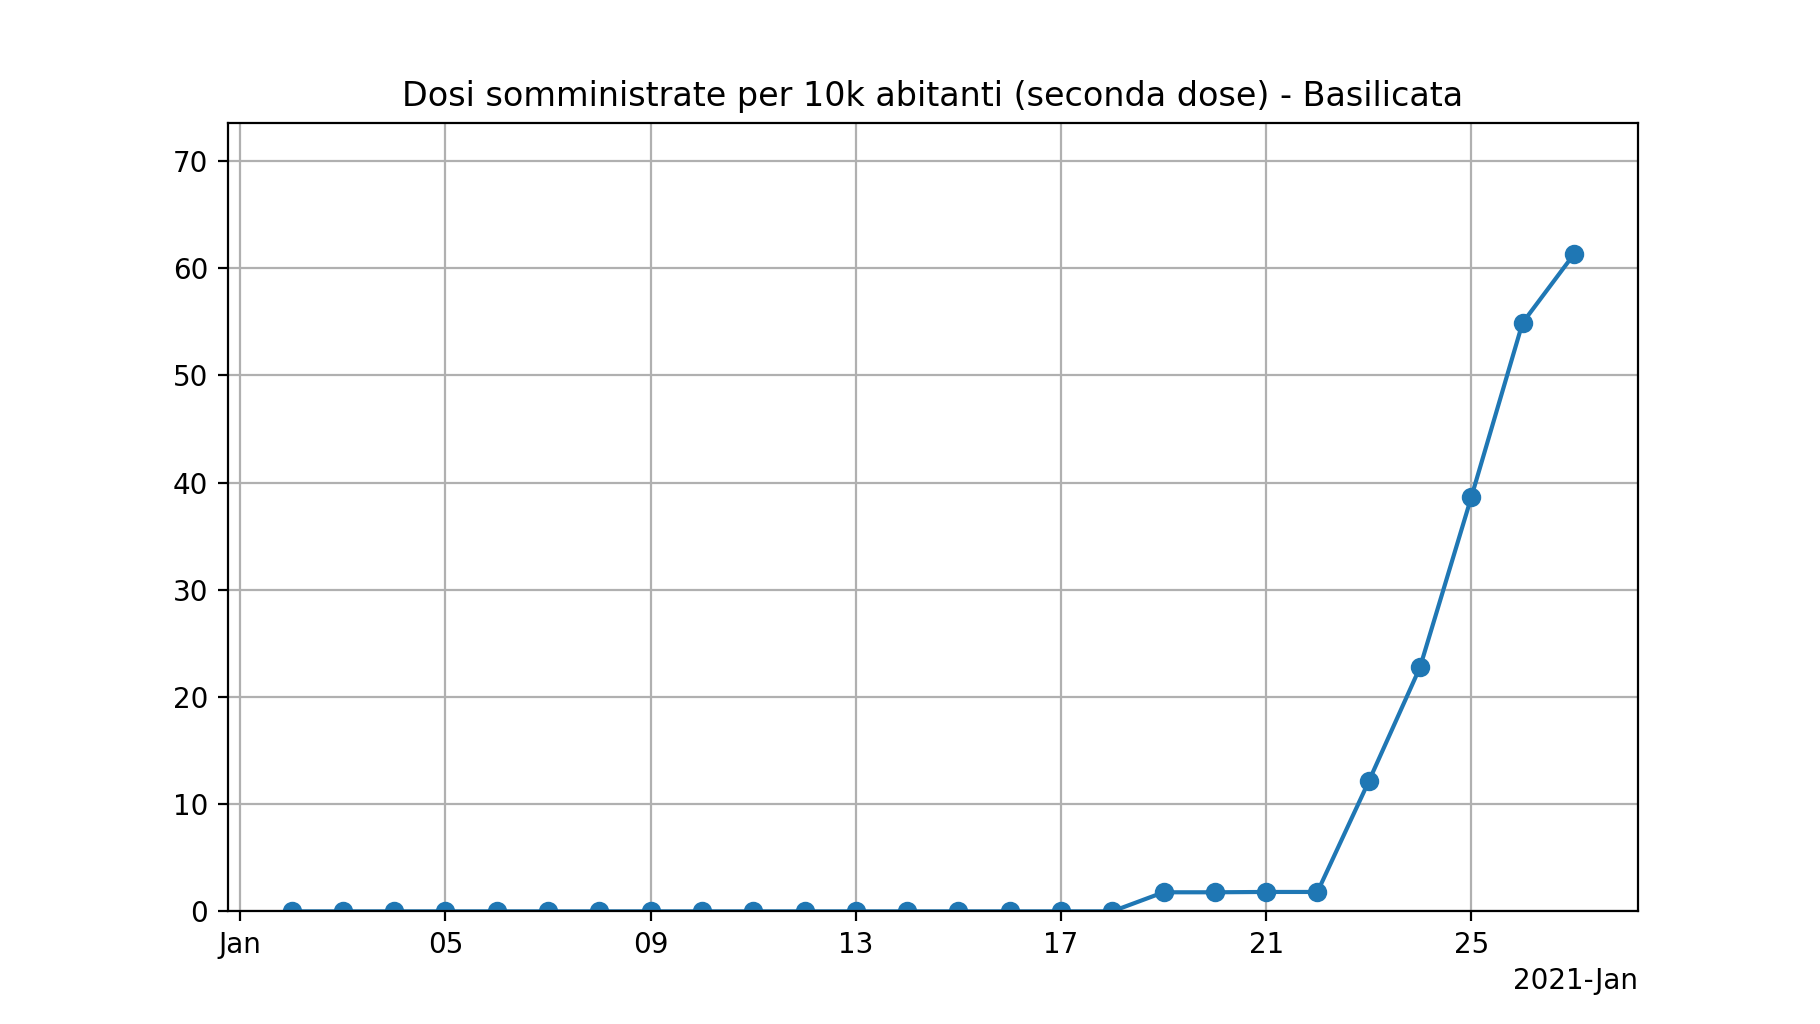 Dosi somministrate per 10k abitanti (seconda dose) - Basilicata
70
60
50
40
30
20
10
0
Jan 05 09 13 17 21 25
2021-Jan